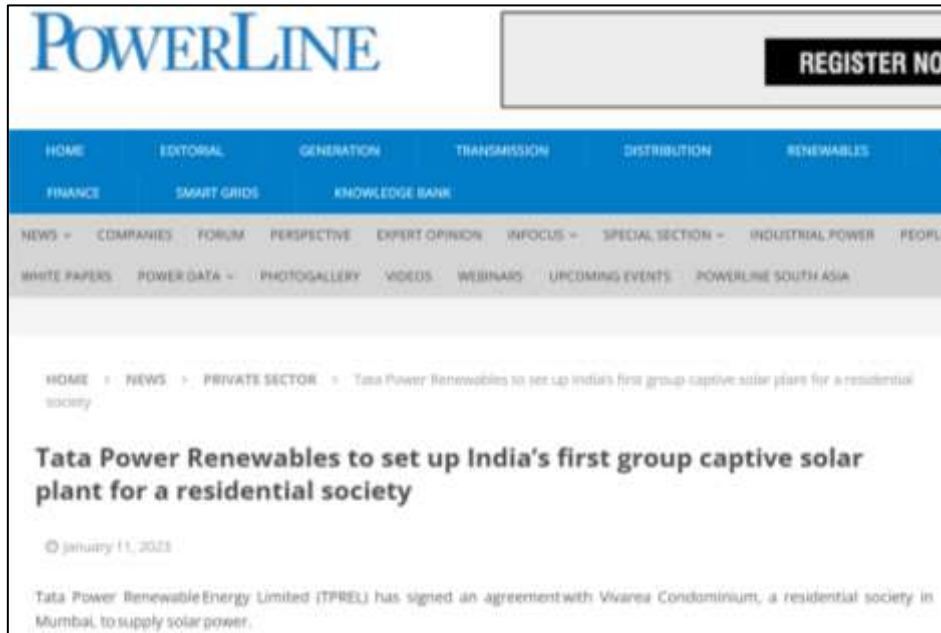 POWERLINE
REGISTER NO
HOME EDITORIAL GENERATION TRANSMISSION DISTRIBUTION RENEWABLES
FINANCE SMART GRIDS KNOWLEDGE BANK
NEWS COMPANIES FORUM PERSPECTIVE EXPERT OPINION INFOCUS SPECIAL SECTION INDUSTRIAL POWER PEOPL
WHITE PAPERS POWER DATA PHOTOGALLERY VIDEOS WEBINARS UPCOMING EVENTS POWERLINE SOUTH ASIA
HOME > NEWS > PRIVATE SECTOR > Tata Power Renewables to set up India's first group captive solar plant for a residential
society
Tata Power Renewables to set up India's first group captive solar
plant for a residential society
January 11, 2023
Tata Power Renewable Energy Limited (TPREL) has signed an agreement with Vivarea Condominium, a residential society in
Mumbai, to supply solar power.